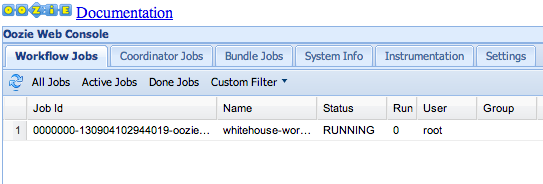 OOZIE Documentation
Oozie Web Console
Workflow Jobs Coordinator Jobs Bundle Jobs System Info Instrumentation Settings
All Jobs Active Jobs Done Jobs Custom Filter
Job Id Name Status Run User Group
1 0000000-130904102944019-oozie... whitehouse-wor... RUNNING 0 root